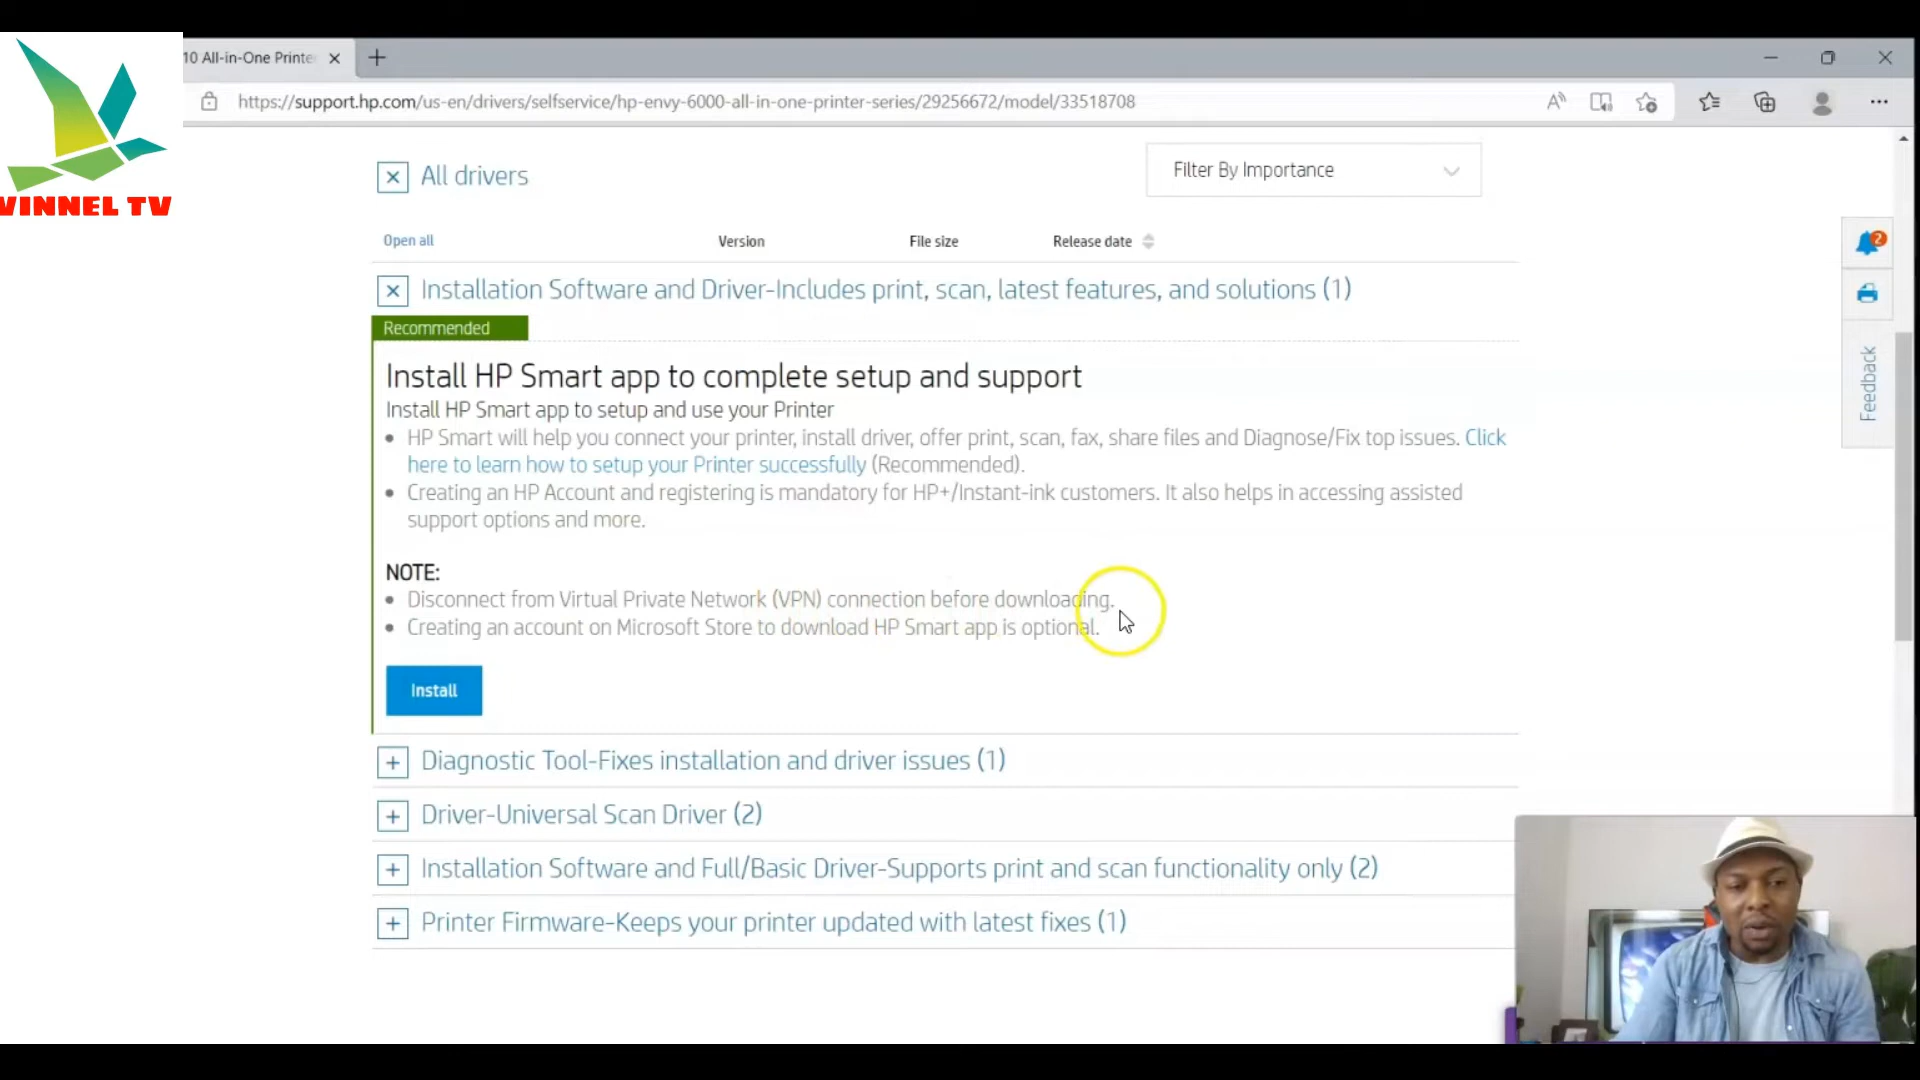 10 All-in-One Printe
https://support.hp.com/us-en/drivers/selfservice/hp-envy-6000-all-in-one-printer-series/29256672/model/33518708
VINNEL TV
All drivers
Filter By Importance
Open all
Version
File size
Release date
2
Installation Software and Driver-Includes print, scan, latest features, and solutions (1)
Recommended
Install HP Smart app to complete setup and support
Install HP Smart app to setup and use your Printer
Feedback
• HP Smart will help you connect your printer, install driver, offer print, scan, fax, share files and Diagnose/Fix top issues. Click
here to learn how to setup your Printer successfully (Recommended).
• Creating an HP Account and registering is mandatory for HP+/Instant-ink customers. It also helps in accessing assisted
support options and more.
NOTE:
• Disconnect from Virtual Private Network (VPN) connection before downloading.
• Creating an account on Microsoft Store to download HP Smart app is optional.
Install
Diagnostic Tool-Fixes installation and driver issues (1)
Driver-Universal Scan Driver (2)
Installation Software and Full/Basic Driver-Supports print and scan functionality only (2)
Printer Firmware-Keeps your printer updated with latest fixes (1)